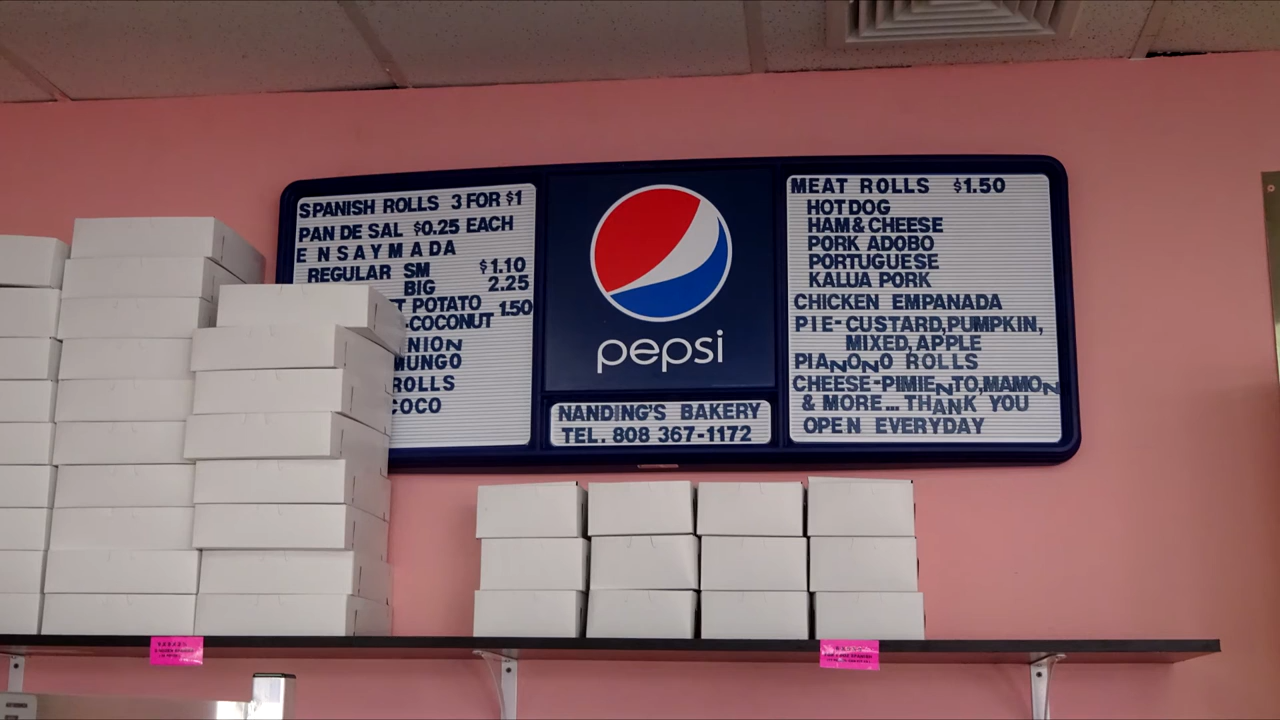 SPANISH ROLLS 3 FOR $1
PAN DE SAL $0.25 EACH
ENSAYMADA
REGULAR SM $1.10
BIG 2.25
T POTATO 1.50
-COCONUT
NION
MUNGO
ROLLS
COCO
pepsi
NANDING'S BAKERY
TEL. 808 367-1172
MEAT ROLLS $1.50
HOT DOG
HAM & CHEESE
PORK ADOBO
PORTUGUESE
KALUA PORK
CHICKEN EMPANADA
PIE- CUSTARD, PUMPKIN,
MIXED, APPLE
PIANONO ROLLS
CHEESE-PIMIENTO, MAMON
& MORE... THANK YOU
OPEN EVERYDAY